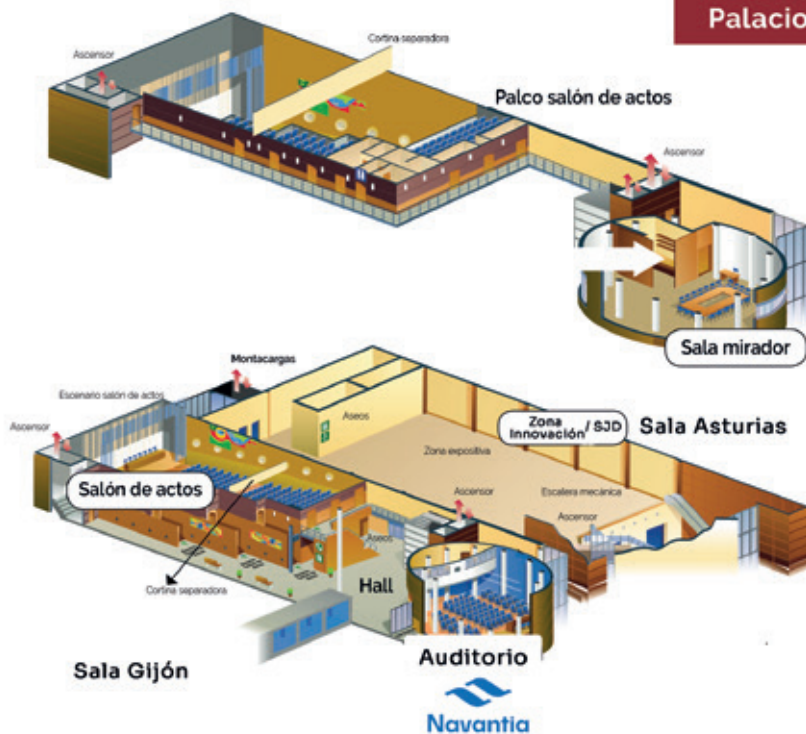 Palacio
Cortina separadora
Ascensor
Palco salón de actos
Ascensor
Sala mirador
Montacargas
Escenario salón de actos
Aseos
Zona
Innovación / SJD
Sala Asturias
Ascensor
Zona expositiva
Salón de actos
Ascensor
Escalera mecánica
Ascensor
Aseos
Cortina separadora
Hall
Sala Gijón
Auditorio
Navantia